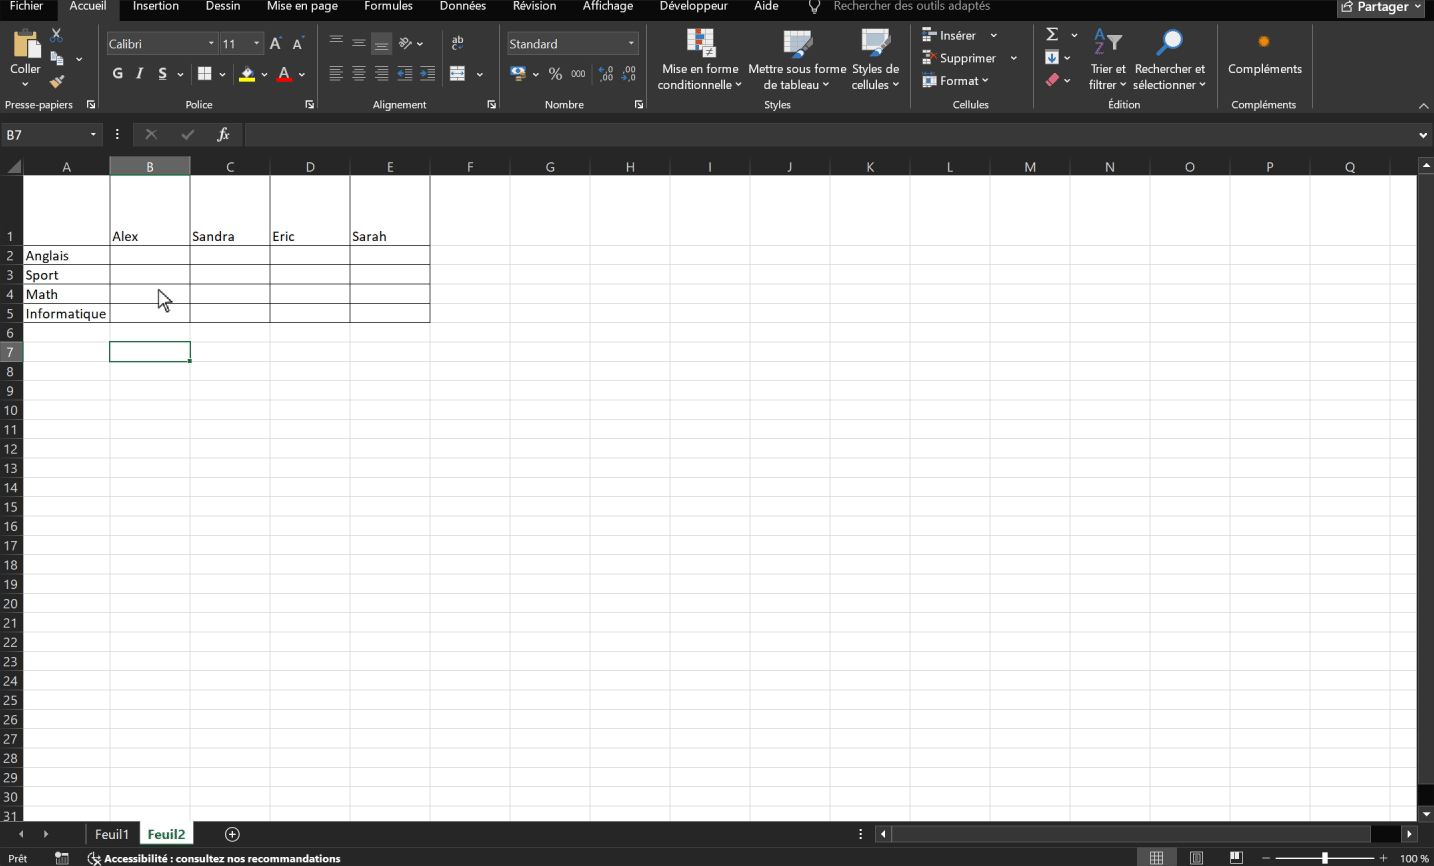 Fichier Accueil Insertion Dessin Mise en page Formules Données Révision Affichage Développeur Aide Rechercher des outils adaptés Partager
Coller
Presse-papiers
Calibri 11
G I S A
Police
ab
c
Alignement
Standard
% 000 ,0 ,00 ,00 ,0
Nombre
Mise en forme conditionnelle
Mettre sous forme de tableau
Styles de cellules
Styles
Insérer
Supprimer
Format
Cellules
Σ
Trier et filtrer
Rechercher et sélectionner
Édition
Compléments
Compléments
B7 fx
A B C D E F G H I J K L M N O P Q
1 Alex Sandra Eric Sarah
2 Anglais
3 Sport
4 Math
5 Informatique
6
7
8
9
10
11
12
13
14
15
16
17
18
19
20
21
22
23
24
25
26
27
28
29
30
31
Feuil1 Feuil2
Prêt Accessibilité : consultez nos recommandations 100 %